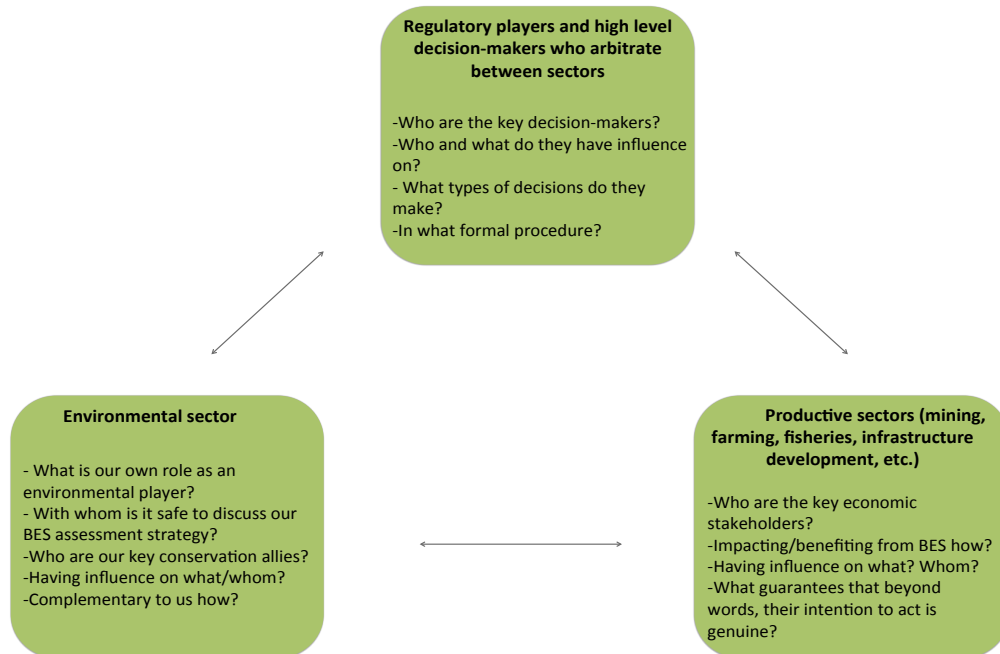 Regulatory players and high level
decision-makers who arbitrate
between sectors
-Who are the key decision-makers?
-Who and what do they have influence
on?
- What types of decisions do they
make?
-In what formal procedure?
Environmental sector
- What is our own role as an
environmental player?
- With whom is it safe to discuss our
BES assessment strategy?
-Who are our key conservation allies?
-Having influence on what/whom?
-Complementary to us how?
Productive sectors (mining,
farming, fisheries, infrastructure
development, etc.)
-Who are the key economic
stakeholders?
-Impacting/benefiting from BES how?
-Having influence on what? Whom?
-What guarantees that beyond
words, their intention to act is
genuine?